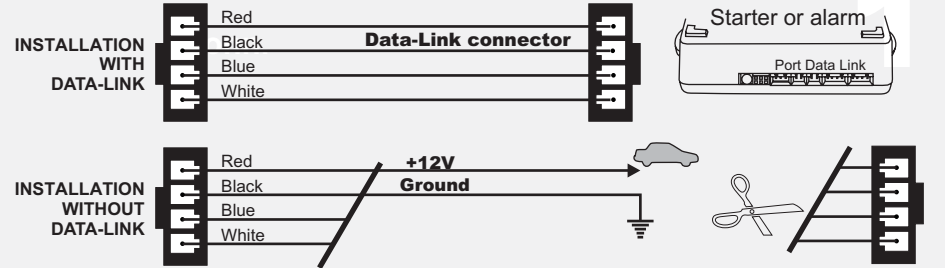 INSTALLATION
WITH
DATA-LINK
Red
Black
Blue
White
Data-Link connector
Starter or alarm
Port Data Link
INSTALLATION
WITHOUT
DATA-LINK
Red
Black
Blue
White
+12V
Ground